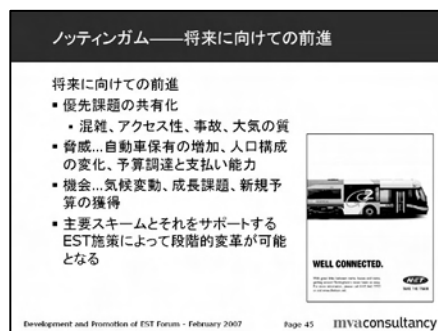 ノッティンガム——将来に向けての前進
将来に向けての前進
▪ 優先課題の共有化
▪ 混雑、アクセス性、事故、大気の質
▪ 脅威...自動車保有の増加、人口構成
の変化、予算調達と支払い能力
▪ 機会...気候変動、成長課題、新規予
算の獲得
▪ 主要スキームとそれをサポートする
EST施策によって段階的変革が可能
となる
WELL CONNECTED.
NET
Development and Promotion of EST Forum - February 2007
Page 45
mvaconsultancy